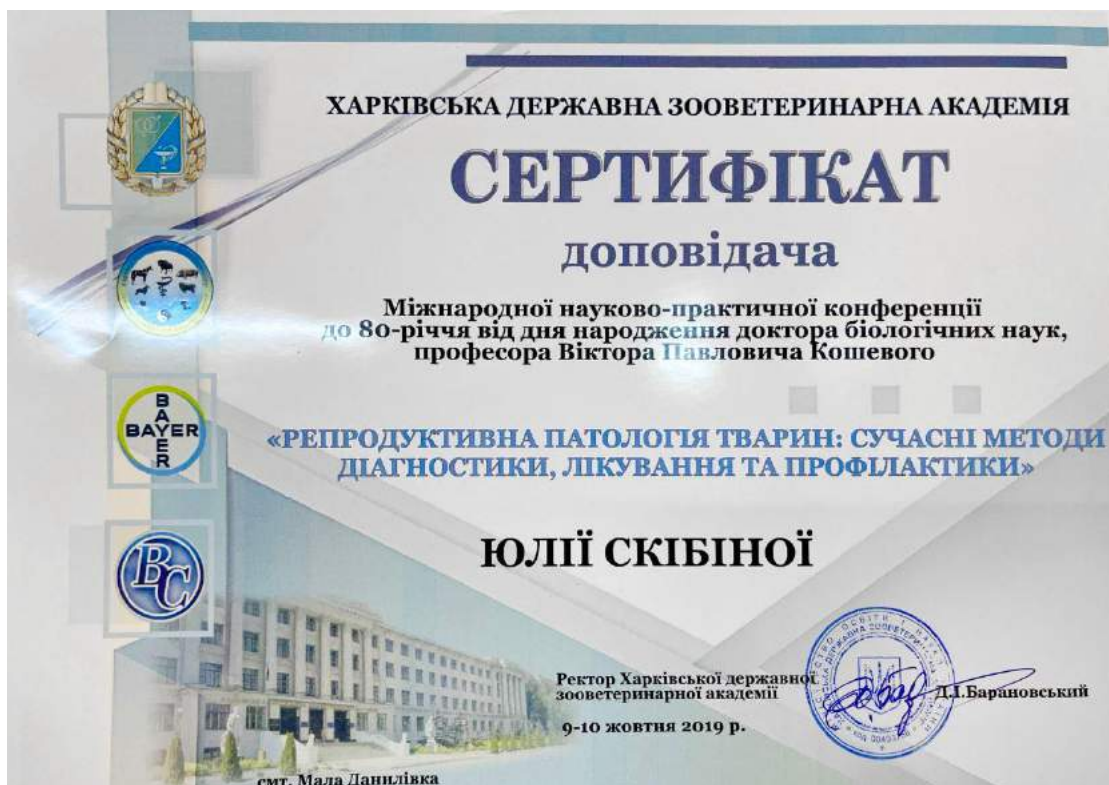 ХАРКІВСЬКА ДЕРЖАВНА ЗООВЕТЕРИНАРНА АКАДЕМІЯ
СЕРТИФІКАТ
доповідача
Міжнародної науково-практичної конференції
до 80-річчя від дня народження доктора біологічних наук,
професора Віктора Павловича Кошевого
BAYER
BAYER
«РЕПРОДУКТИВНА ПАТОЛОГІЯ ТВАРИН: СУЧАСНІ МЕТОДИ
ДІАГНОСТИКИ, ЛІКУВАННЯ ТА ПРОФІЛАКТИКИ»
ВС
ЮЛІЇ СКІБІНОЇ
Ректор Харківської державної
зооветеринарної академії
Д.І.Барановський
9-10 жовтня 2019 р.
смт. Мала Данилівка